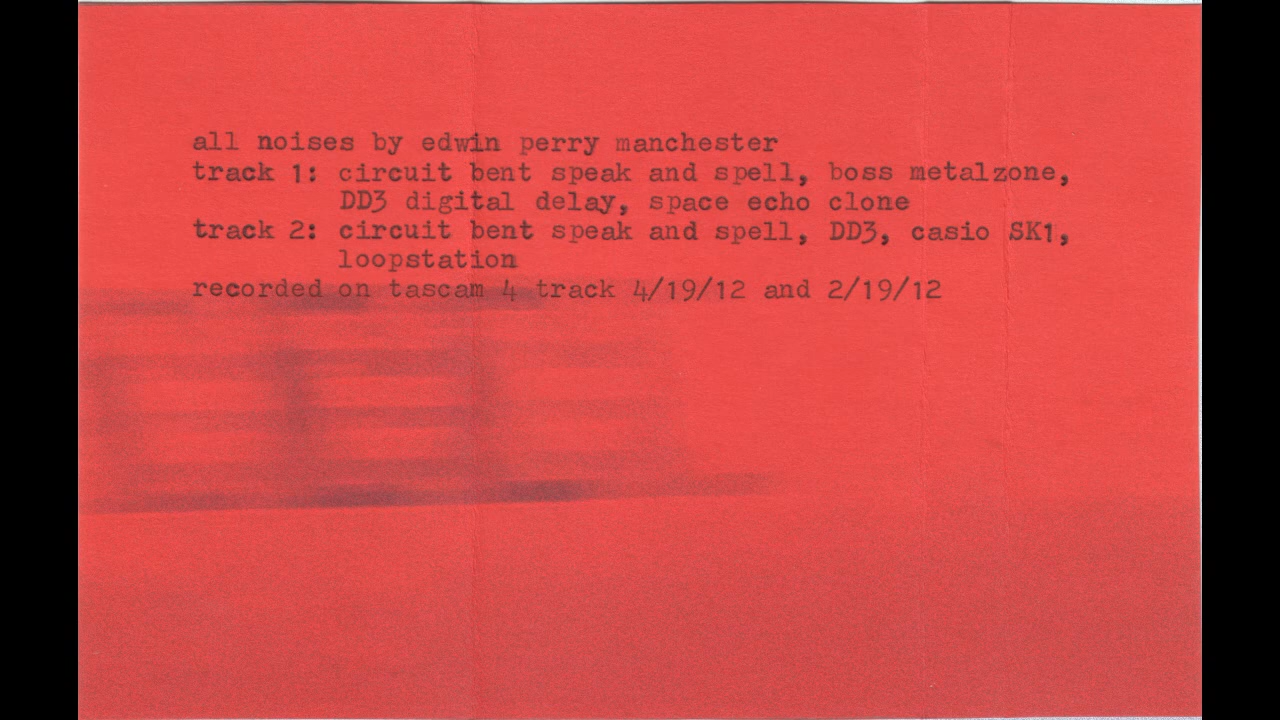 all noises by edwin perry manchester
track 1: circuit bent speak and spell, boss metalzone,
DD3 digital delay, space echo clone
track 2: circuit bent speak and spell, DD3, casio SK1,
loopstation
recorded on tascam 4 track 4/19/12 and 2/19/12